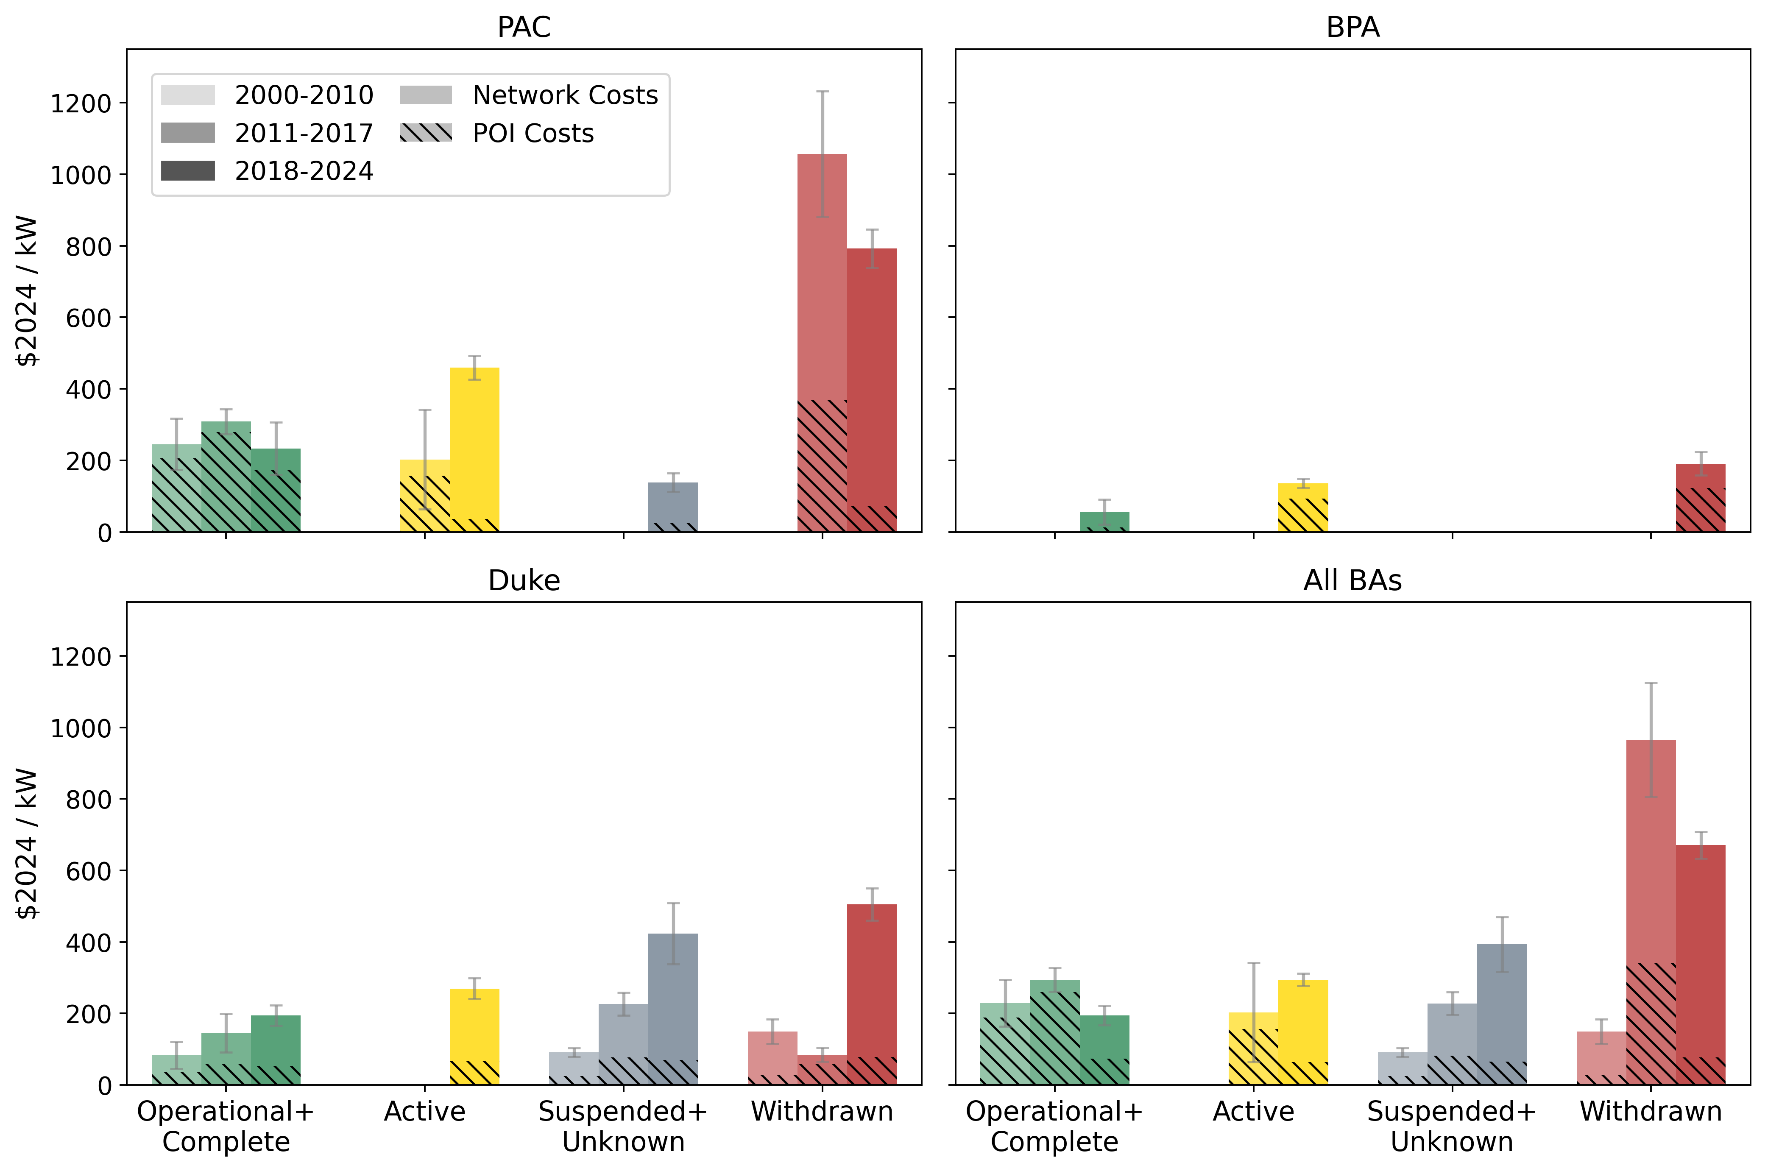 PAC
BPA
2000-2010
2011-2017
2018-2024
Network Costs
POI Costs
$2024 / kW
1200
1000
800
600
400
200
0
Duke
All BAs
$2024 / kW
1200
1000
800
600
400
200
0
Operational+
Complete
Active
Suspended+
Unknown
Withdrawn
Operational+
Complete
Active
Suspended+
Unknown
Withdrawn